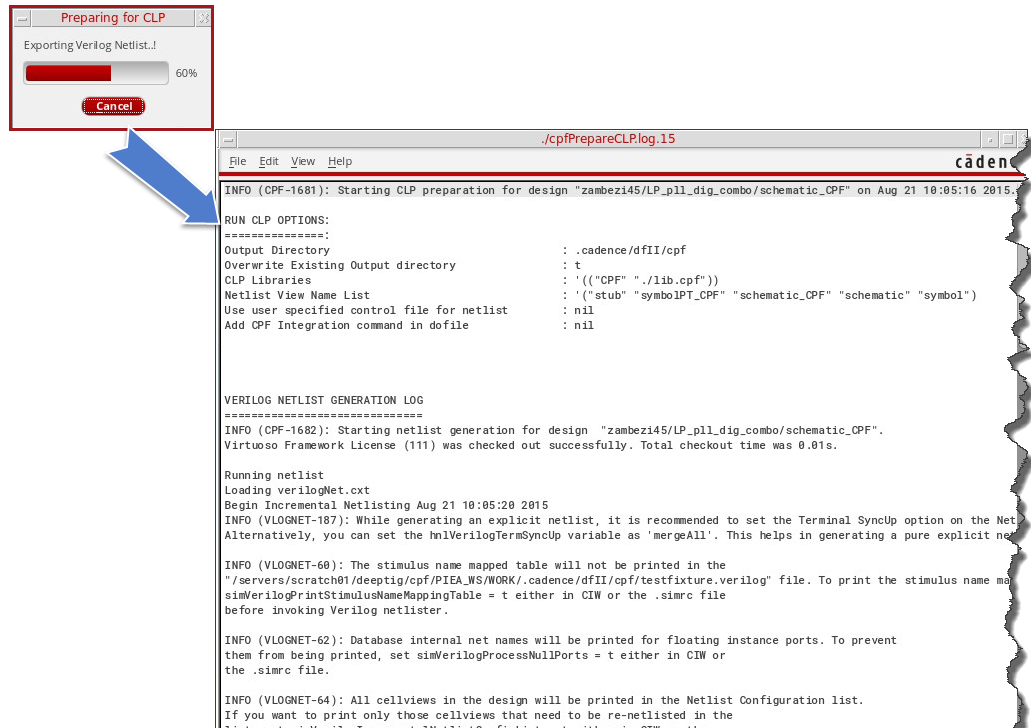 Preparing for CLP
Exporting Verilog Netlist..!
60%
Cancel
./cpfPrepareCLP.log.15
File Edit View Help
cādenc
INFO (CPF-1681): Starting CLP preparation for design "zambezi45/LP_pll_dig_combo/schematic_CPF" on Aug 21 10:05:16 2015.
RUN CLP OPTIONS:
===============:
Output Directory : .cadence/dfII/cpf
Overwrite Existing Output directory : t
CLP Libraries : '(("CPF" "./lib.cpf"))
Netlist View Name List : '("stub" "symbolPT_CPF" "schematic_CPF" "schematic" "symbol")
Use user specified control file for netlist : nil
Add CPF Integration command in dofile : nil
VERILOG NETLIST GENERATION LOG
==============================
INFO (CPF-1682): Starting netlist generation for design "zambezi45/LP_pll_dig_combo/schematic_CPF".
Virtuoso Framework License (111) was checked out successfully. Total checkout time was 0.01s.
Running netlist
Loading verilogNet.cxt
Begin Incremental Netlisting Aug 21 10:05:20 2015
INFO (VLOGNET-187): While generating an explicit netlist, it is recommended to set the Terminal SyncUp option on the Net
Alternatively, you can set the hnlVerilogTermSyncUp variable as 'mergeAll'. This helps in generating a pure explicit ne
INFO (VLOGNET-60): The stimulus name mapped table will not be printed in the
"/servers/scratch01/deeptig/cpf/PIEA_WS/WORK/.cadence/dfII/cpf/testfixture.verilog" file. To print the stimulus name ma
simVerilogPrintStimulusNameMappingTable = t either in CIW or the .simrc file
before invoking Verilog netlister.
INFO (VLOGNET-62): Database internal net names will be printed for floating instance ports. To prevent
them from being printed, set simVerilogProcessNullPorts = t either in CIW or
the .simrc file.
INFO (VLOGNET-64): All cellviews in the design will be printed in the Netlist Configuration list.
If you want to print only those cellviews that need to be re-netlisted in the